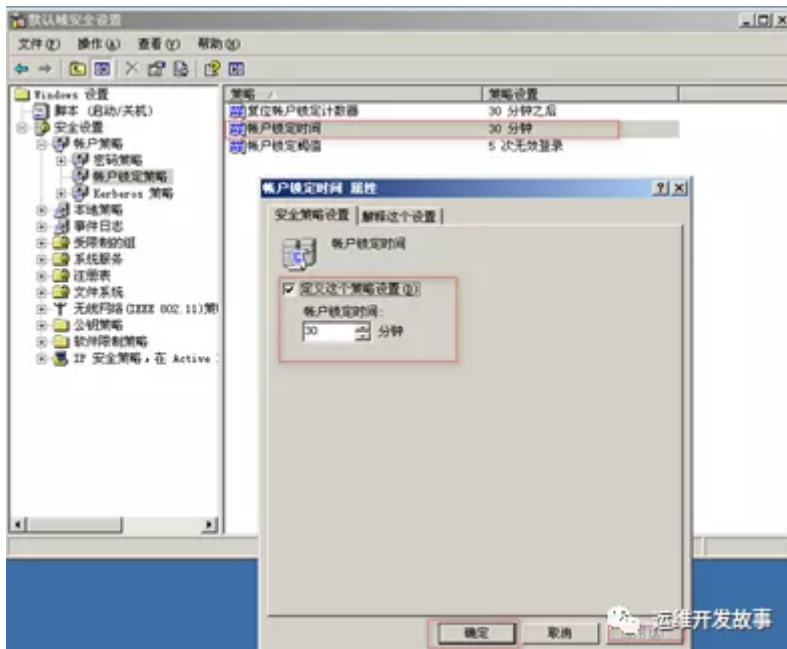 默认域安全设置
文件(F) 操作(A) 查看(V) 帮助(H)
Windows 设置
脚本 (启动/关机)
安全设置
帐户策略
密码策略
帐户锁定策略
Kerberos 策略
本地策略
事件日志
受限制的组
系统服务
注册表
文件系统
无线网络(IEEE 802.11)策
公钥策略
软件限制策略
IP 安全策略，在 Active
策略 策略设置
复位帐户锁定计数器 30 分钟之后
帐户锁定时间 30 分钟
帐户锁定阈值 5 次无效登录
帐户锁定时间 属性
安全策略设置 解释这个设置
帐户锁定时间
定义这个策略设置(D)
帐户锁定时间:
30 分钟
确定 取消
运维开发故事